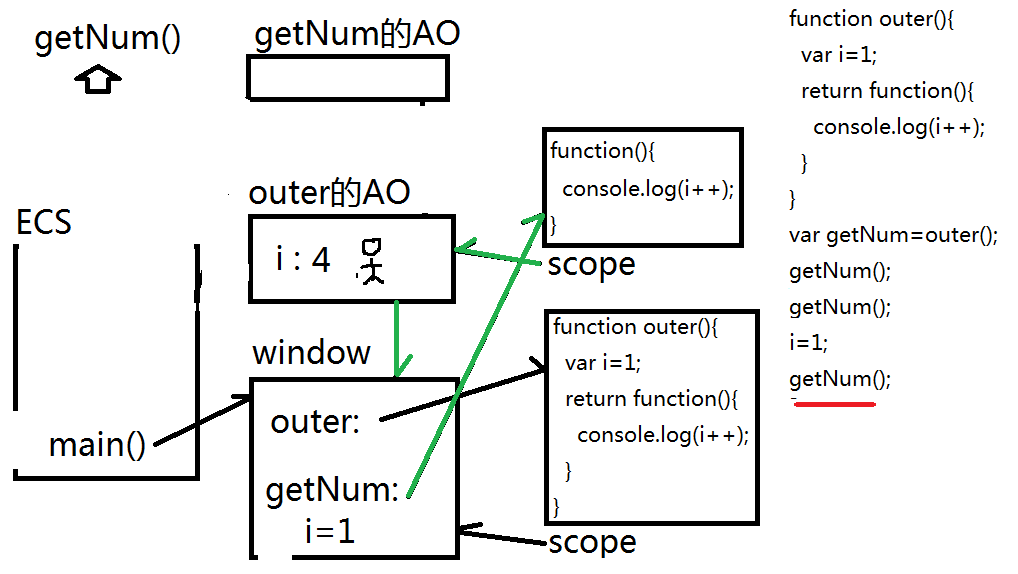 getNum()
getNum的AO
outer的AO
i : 4
ECS
main()
window
outer:
getNum:
i=1
function(){
console.log(i++);
}
scope
function outer(){
var i=1;
return function(){
console.log(i++);
}
}
scope
function outer(){
var i=1;
return function(){
console.log(i++);
}
}
var getNum=outer();
getNum();
getNum();
i=1;
getNum();